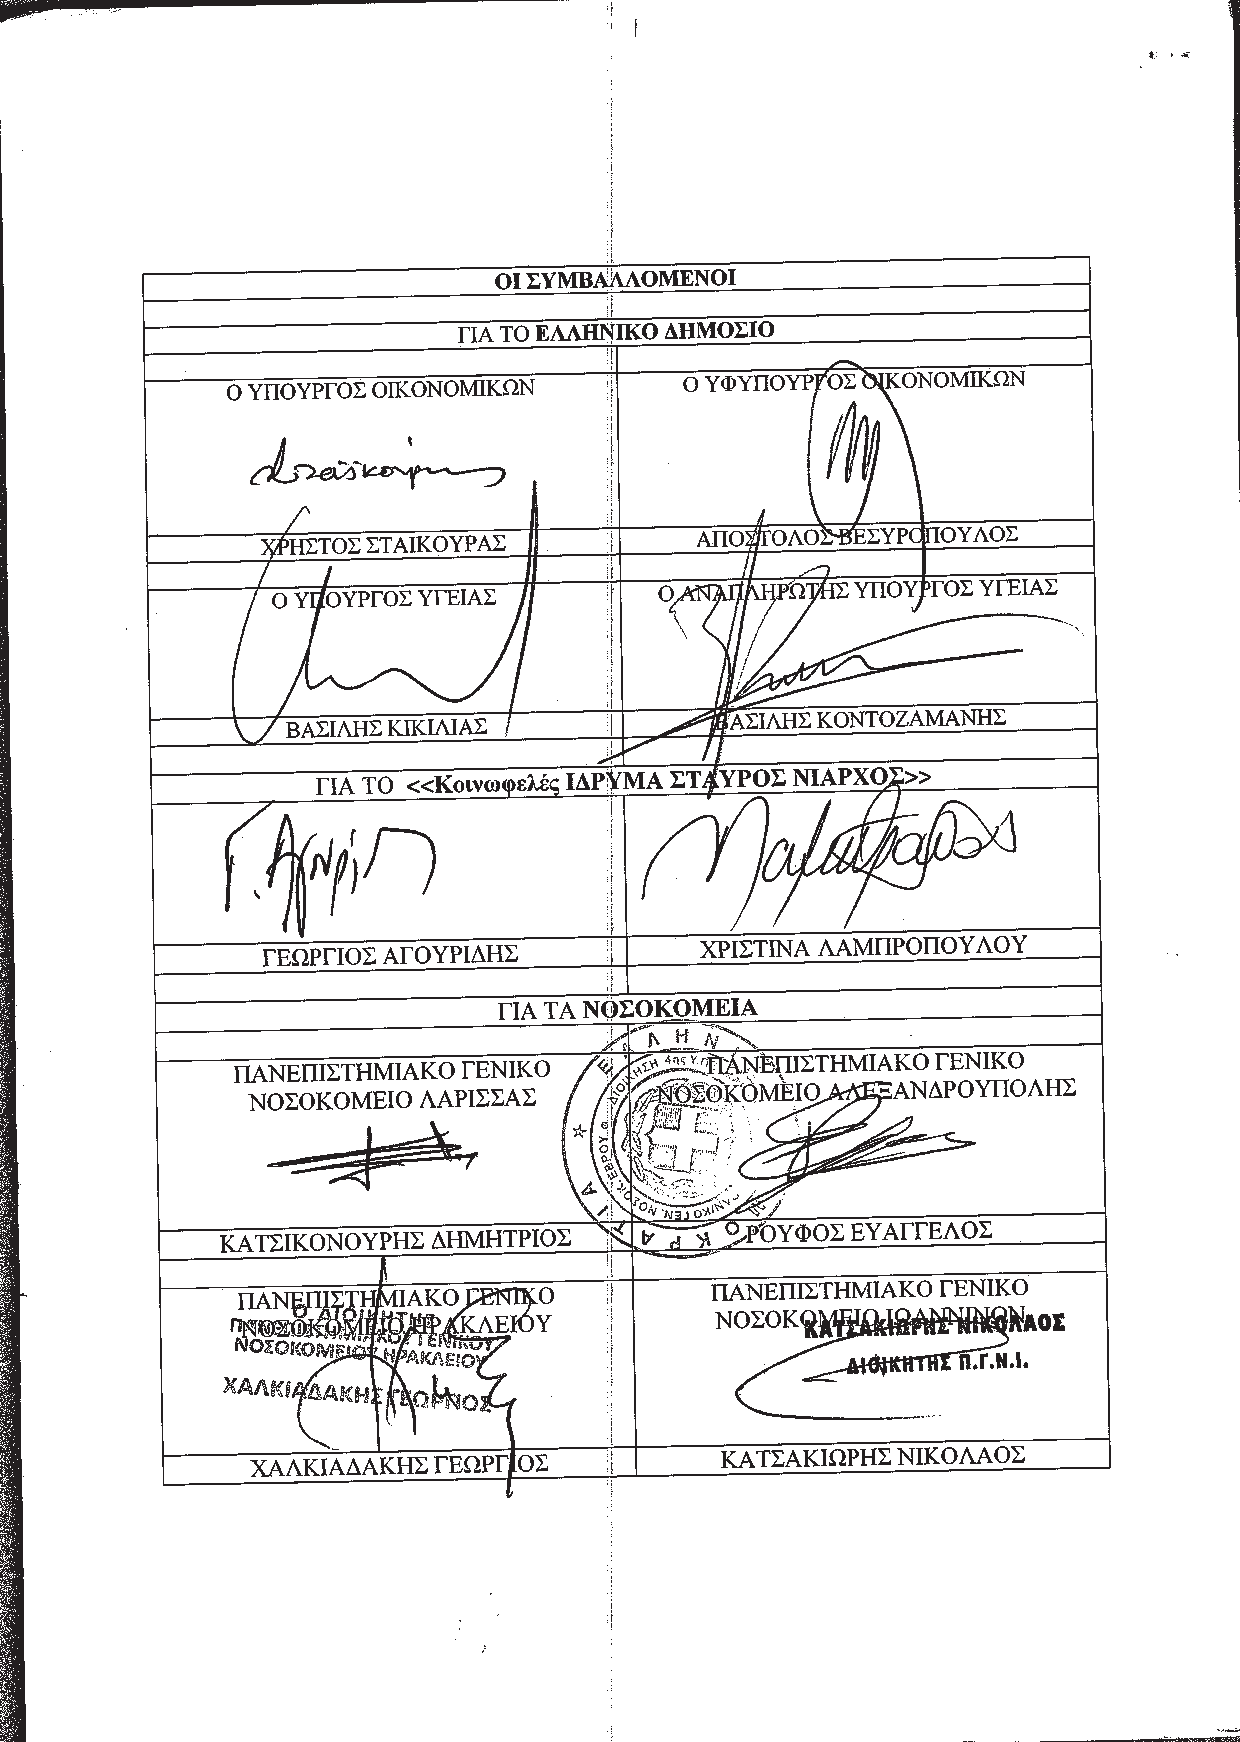 ΟΙ ΣΥΜΒΑΛΛΟΜΕΝΟΙ
ΓΙΑ ΤΟ ΕΛΛΗΝΙΚΟ ΔΗΜΟΣΙΟ
Ο ΥΠΟΥΡΓΟΣ ΟΙΚΟΝΟΜΙΚΩΝ
Ο ΥΦΥΠΟΥΡΓΟΣ ΟΙΚΟΝΟΜΙΚΩΝ
ΧΡΗΣΤΟΣ ΣΤΑΙΚΟΥΡΑΣ
ΑΠΟΣΤΟΛΟΣ ΒΕΣΥΡΟΠΟΥΛΟΣ
Ο ΥΠΟΥΡΓΟΣ ΥΓΕΙΑΣ
Ο ΑΝΑΠΛΗΡΩΤΗΣ ΥΠΟΥΡΓΟΣ ΥΓΕΙΑΣ
ΒΑΣΙΛΗΣ ΚΙΚΙΛΙΑΣ
ΒΑΣΙΛΗΣ ΚΟΝΤΟΖΑΜΑΝΗΣ
ΓΙΑ ΤΟ <<Κοινωφελές ΙΔΡΥΜΑ ΣΤΑΥΡΟΣ ΝΙΑΡΧΟΣ>>
ΓΕΩΡΓΙΟΣ ΑΓΟΥΡΙΔΗΣ
ΧΡΙΣΤΙΝΑ ΛΑΜΠΡΟΠΟΥΛΟΥ
ΓΙΑ ΤΑ ΝΟΣΟΚΟΜΕΙΑ
ΠΑΝΕΠΙΣΤΗΜΙΑΚΟ ΓΕΝΙΚΟ
ΝΟΣΟΚΟΜΕΙΟ ΛΑΡΙΣΣΑΣ
ΠΑΝΕΠΙΣΤΗΜΙΑΚΟ ΓΕΝΙΚΟ
ΝΟΣΟΚΟΜΕΙΟ ΑΛΕΞΑΝΔΡΟΥΠΟΛΗΣ
ΚΑΤΣΙΚΟΝΟΥΡΗΣ ΔΗΜΗΤΡΙΟΣ
ΡΟΥΦΟΣ ΕΥΑΓΓΕΛΟΣ
ΠΑΝΕΠΙΣΤΗΜΙΑΚΟ ΓΕΝΙΚΟ
ΝΟΣΟΚΟΜΕΙΟ ΗΡΑΚΛΕΙΟΥ
Ο ΔΙΟΙΚΗΤΗΣ
ΝΟΣΟΚΟΜΕΙΟΥ ΗΡΑΚΛΕΙΟΥ
ΧΑΛΚΙΑΔΑΚΗΣ ΓΕΩΡΓΙΟΣ
ΠΑΝΕΠΙΣΤΗΜΙΑΚΟ ΓΕΝΙΚΟ
ΝΟΣΟΚΟΜΕΙΟ ΙΩΑΝΝΙΝΩΝ
ΚΑΤΣΑΚΙΩΡΗΣ ΝΙΚΟΛΑΟΣ
ΔΙΟΙΚΗΤΗΣ Π.Γ.Ν.Ι.
ΧΑΛΚΙΑΔΑΚΗΣ ΓΕΩΡΓΙΟΣ
ΚΑΤΣΑΚΙΩΡΗΣ ΝΙΚΟΛΑΟΣ